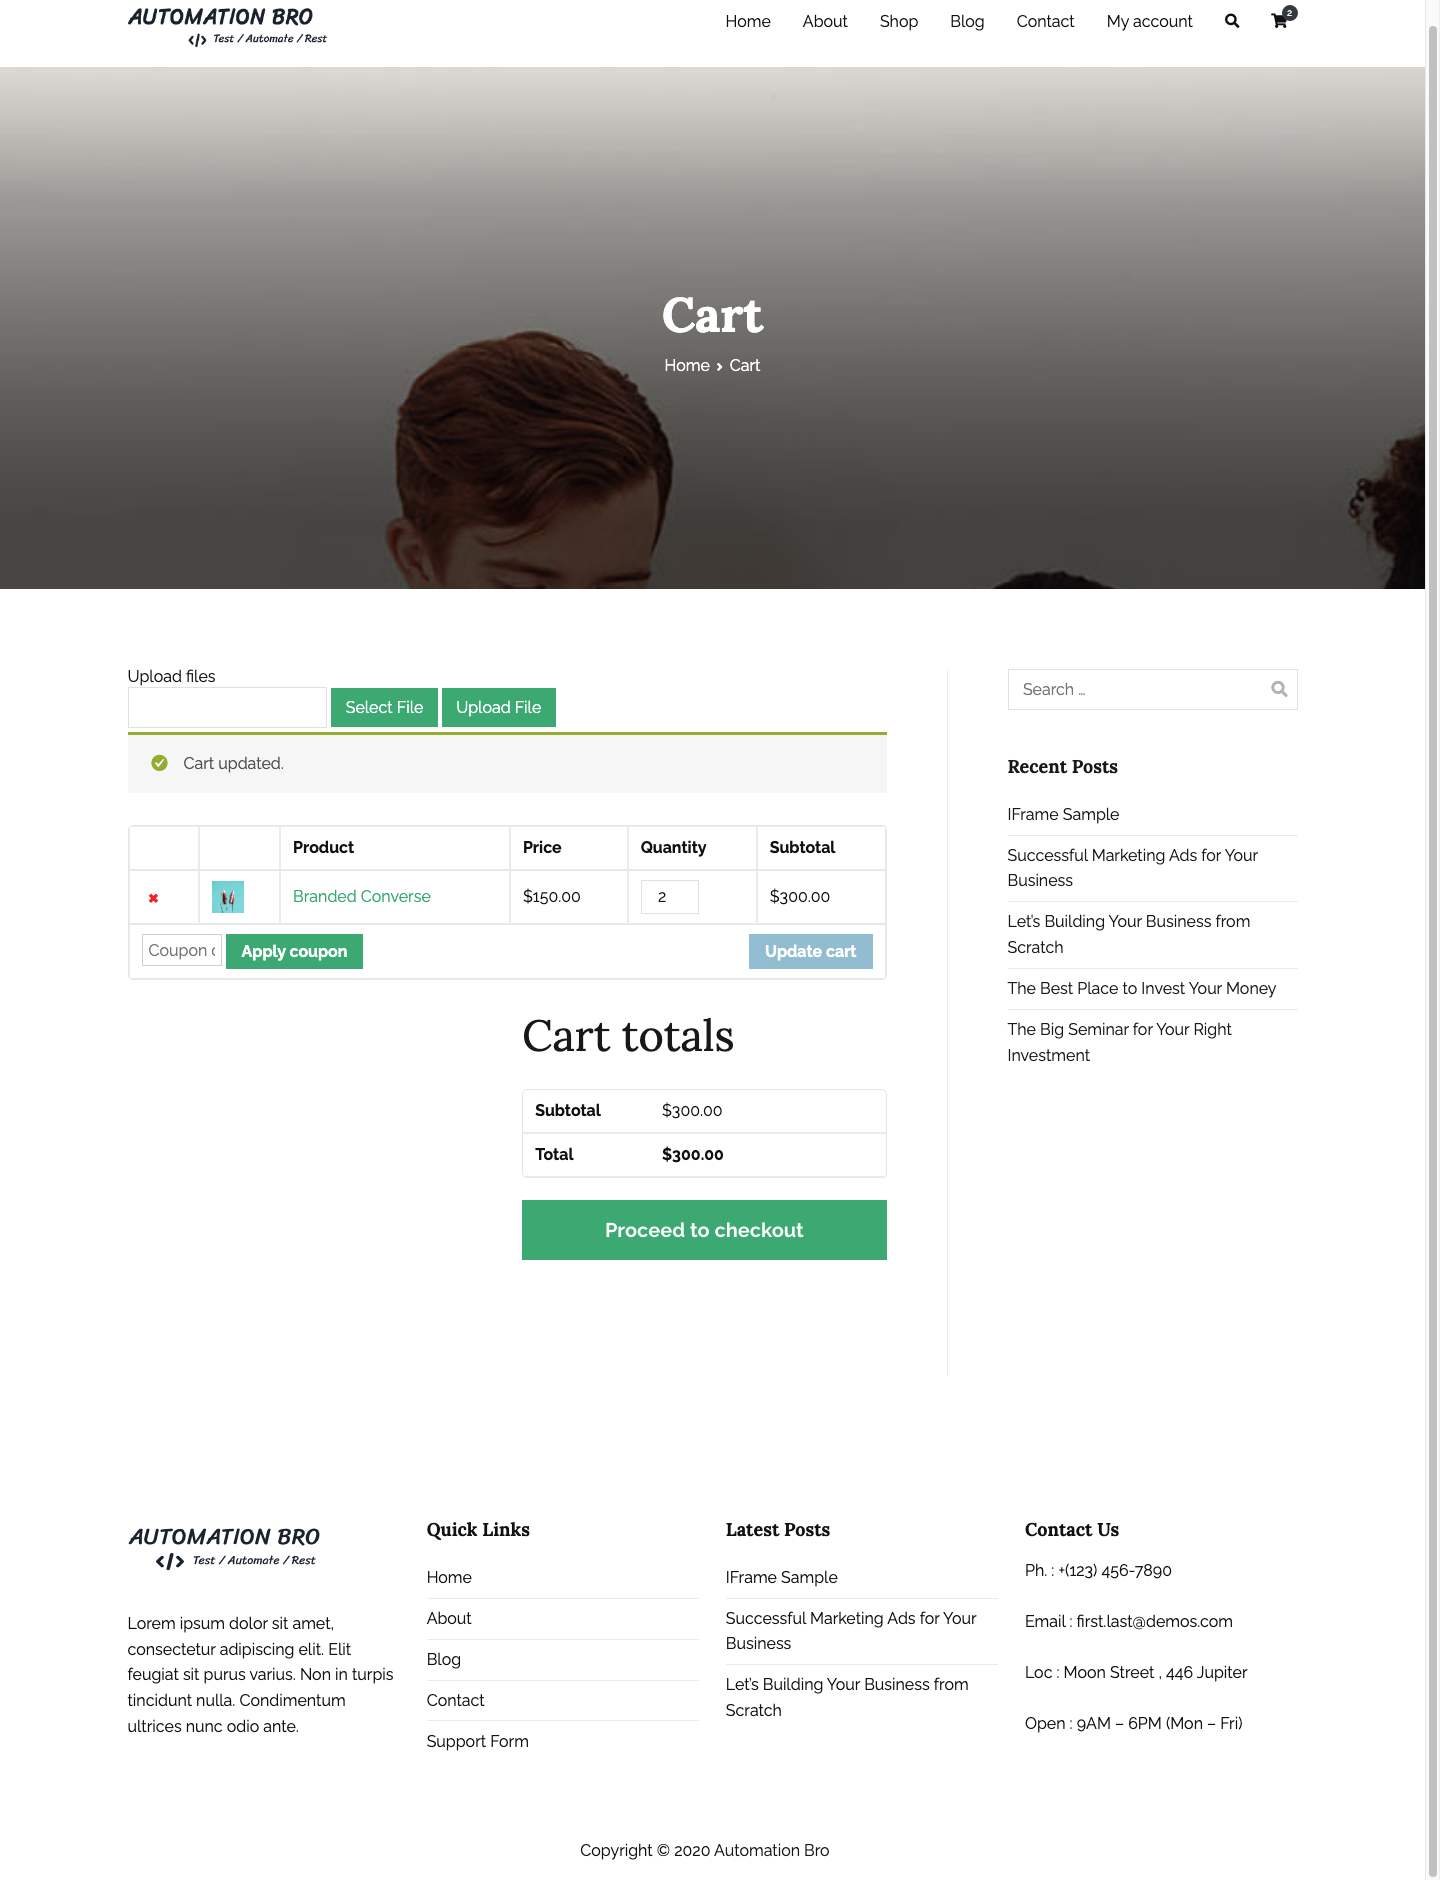 AUTOMATION BRO
</> Test / Automate / Rest
Home About Shop Blog Contact My account 2
Cart
Home › Cart
Upload files
Select File Upload File
Cart updated.
Product Price Quantity Subtotal
Branded Converse $150.00 2 $300.00
Coupon c Apply coupon Update cart
Cart totals
Subtotal $300.00
Total $300.00
Proceed to checkout
Search …
Recent Posts
IFrame Sample
Successful Marketing Ads for Your
Business
Let’s Building Your Business from
Scratch
The Best Place to Invest Your Money
The Big Seminar for Your Right
Investment
AUTOMATION BRO
</> Test / Automate / Rest
Lorem ipsum dolor sit amet,
consectetur adipiscing elit. Elit
feugiat sit purus varius. Non in turpis
tincidunt nulla. Condimentum
ultrices nunc odio ante.
Quick Links
Home
About
Blog
Contact
Support Form
Latest Posts
IFrame Sample
Successful Marketing Ads for Your
Business
Let’s Building Your Business from
Scratch
Contact Us
Ph. : +(123) 456-7890
Email : first.last@demos.com
Loc : Moon Street , 446 Jupiter
Open : 9AM – 6PM (Mon – Fri)
Copyright © 2020 Automation Bro